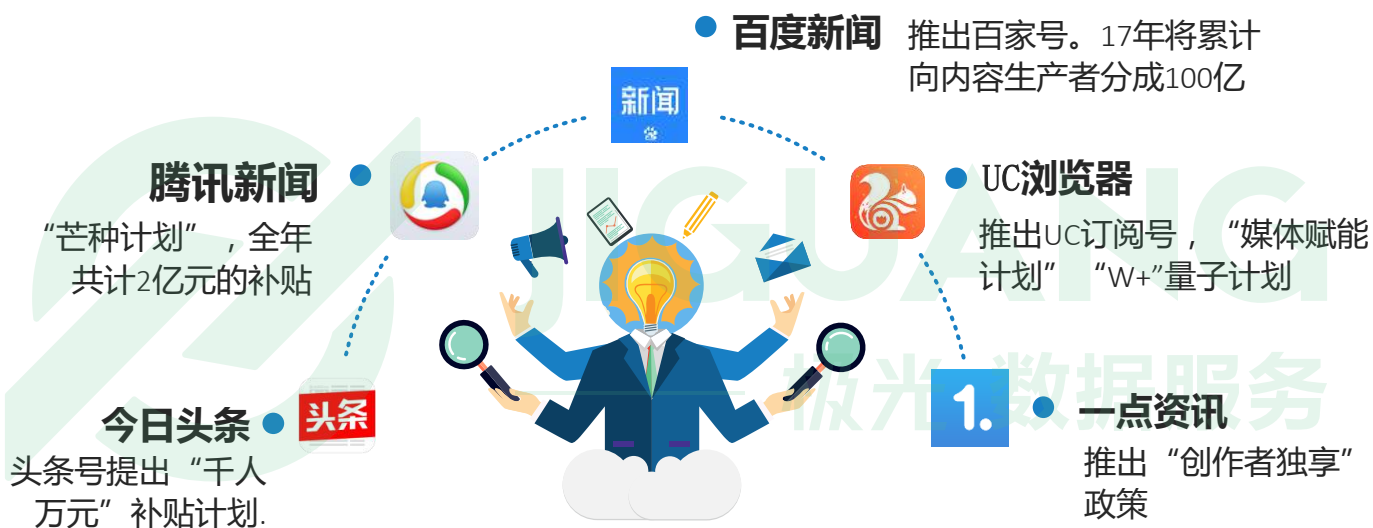 百度新闻
推出百家号。17年将累计
向内容生产者分成100亿
新闻
腾讯新闻
“芒种计划”，全年
共计2亿元的补贴
UC浏览器
推出UC订阅号，“媒体赋能
计划”“W+”量子计划
今日头条
头条
头条号提出“千人
万元”补贴计划.
1.
一点资讯
推出“创作者独享”
政策
JIGUANG
极光 数据服务